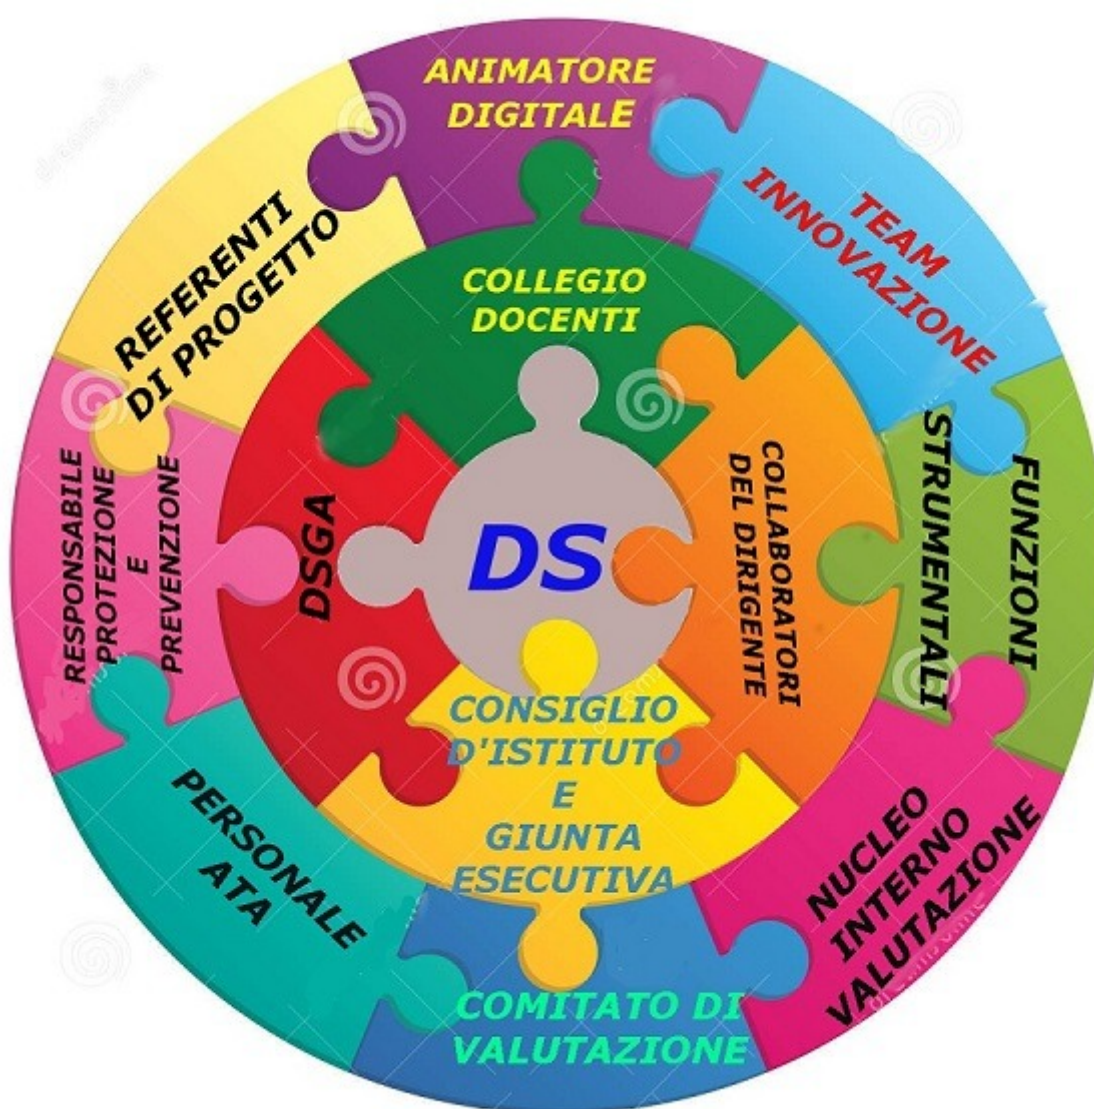 ANIMATORE
DIGITALE
TEAM
INNOVAZIONE
REFERENTI
DI PROGETTO
COLLEGIO
DOCENTI
FUNZIONI
STRUMENTALI
COLLABORATORI
DEL DIRIGENTE
DS
DSGA
RESPONSABILE
PROTEZIONE
E
PREVENZIONE
CONSIGLIO
D'ISTITUTO
E
GIUNTA
ESECUTIVA
PERSONALE
ATA
NUCLEO
INTERNO
VALUTAZIONE
COMITATO DI
VALUTAZIONE